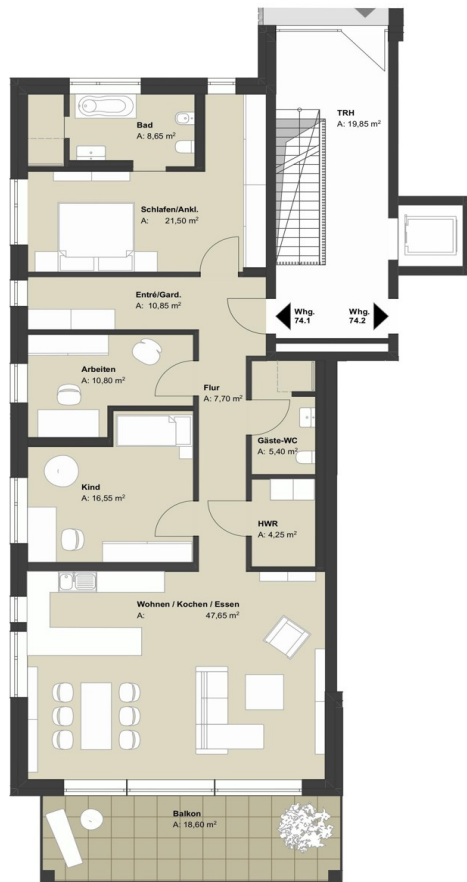 TRH
A: 19,85 m²
Bad
A: 8,65 m²
Schlafen/Ankl.
A: 21,50 m²
Entré/Gard.
A: 10,85 m²
Whg. 74.1
Whg. 74.2
Arbeiten
A: 10,80 m²
Flur
A: 7,70 m²
Gäste-WC
A: 5,40 m²
Kind
A: 16,55 m²
HWR
A: 4,25 m²
Wohnen / Kochen / Essen
A: 47,65 m²
Balkon
A: 18,60 m²